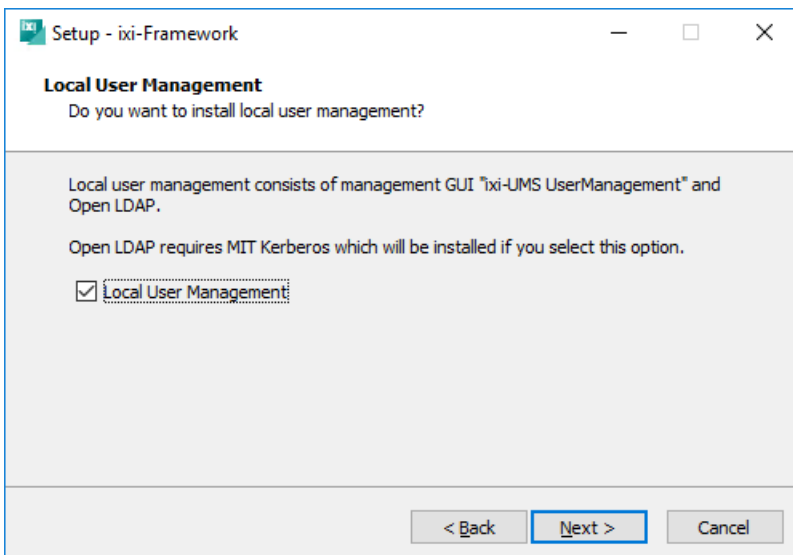 ixi
Setup - ixi-Framework
Local User Management
Do you want to install local user management?
Local user management consists of management GUI "ixi-UMS UserManagement" and
Open LDAP.
Open LDAP requires MIT Kerberos which will be installed if you select this option.
Local User Management
< Back
Next >
Cancel